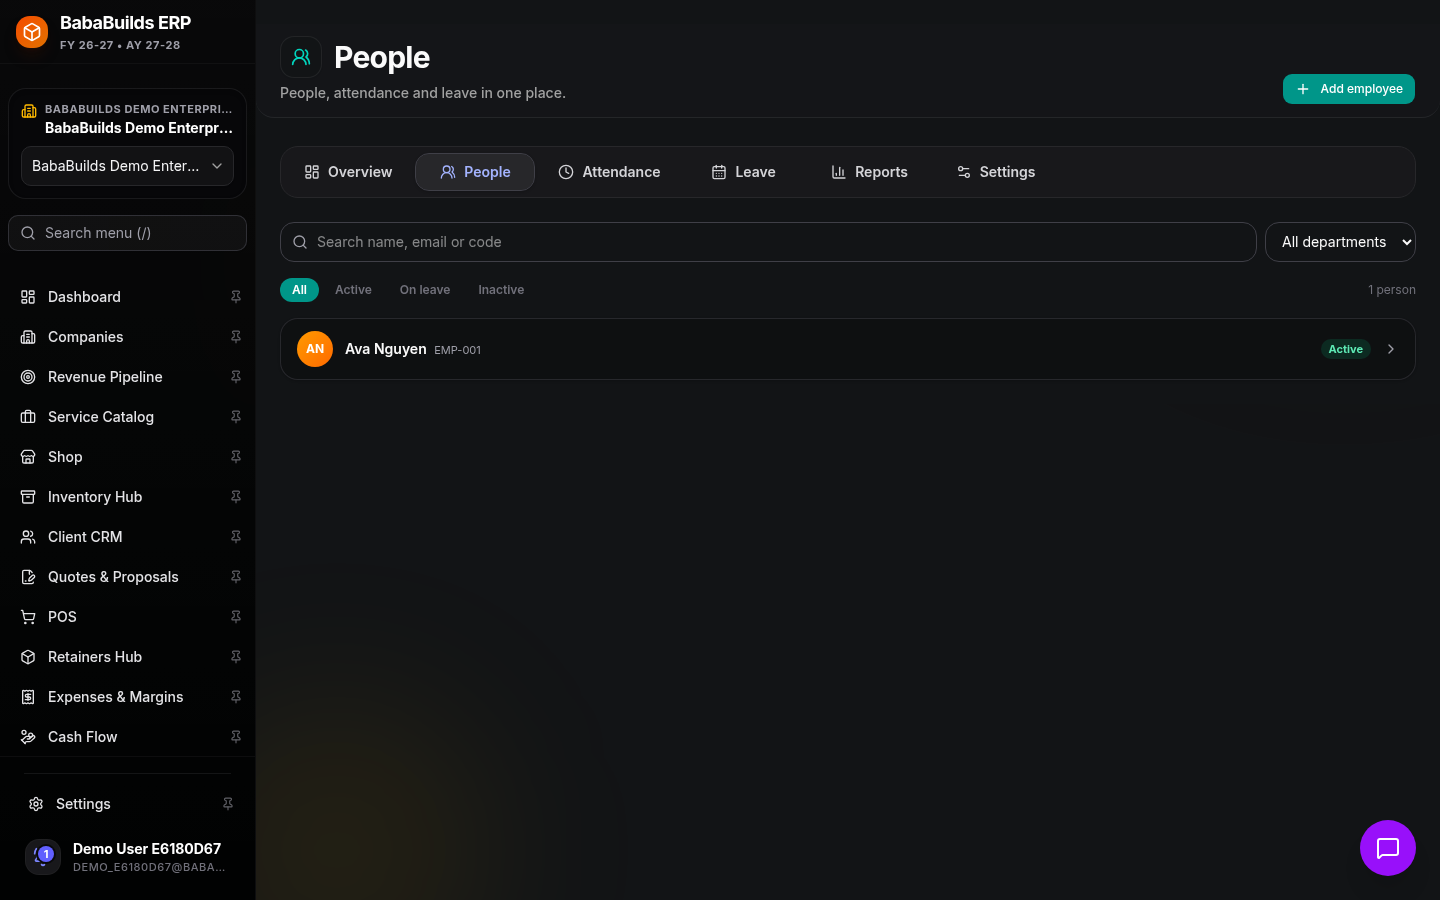 BabaBuilds ERP
FY 26-27 • AY 27-28
BABABUILDS DEMO ENTERPRI...
BabaBuilds Demo Enterpr...
BabaBuilds Demo Enter...
Search menu (/)
Dashboard
Companies
Revenue Pipeline
Service Catalog
Shop
Inventory Hub
Client CRM
Quotes & Proposals
POS
Retainers Hub
Expenses & Margins
Cash Flow
Settings
1
Demo User E6180D67
DEMO_E6180D67@BABA...
People
People, attendance and leave in one place.
Add employee
Overview People Attendance Leave Reports Settings
Search name, email or code
All departments
All Active On leave Inactive
1 person
AN Ava Nguyen EMP-001 Active